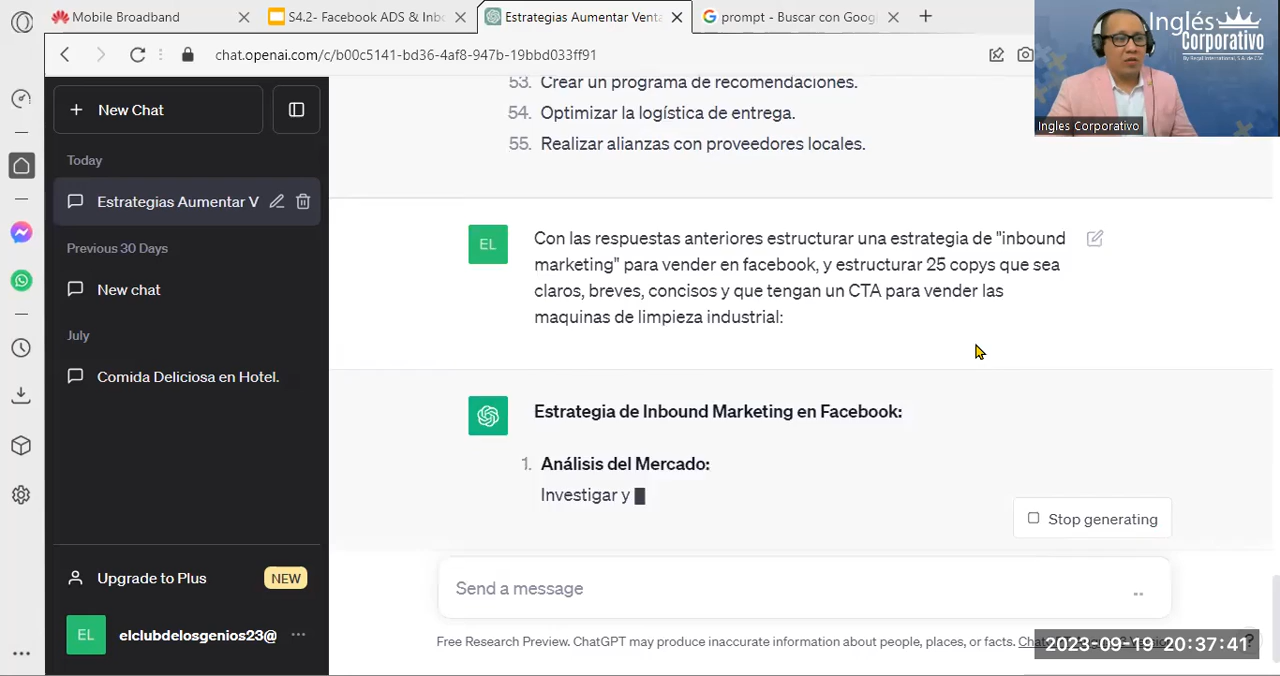 Mobile Broadband
S4.2- Facebook ADS & Inb
Estrategias Aumentar Venta
prompt - Buscar con Goog
chat.openai.com/c/b00c5141-bd36-4af8-947b-19bbd033ff91
Inglés
Corporativo
By Regal International, S.A. de C.V.
Ingles Corporativo
New Chat
Today
Estrategias Aumentar V
Previous 30 Days
New chat
July
Comida Deliciosa en Hotel.
Upgrade to Plus
NEW
EL
elclubdelosgenios23@
53. Crear un programa de recomendaciones.
54. Optimizar la logística de entrega.
55. Realizar alianzas con proveedores locales.
EL
Con las respuestas anteriores estructurar una estrategia de "inbound
marketing" para vender en facebook, y estructurar 25 copys que sea
claros, breves, concisos y que tengan un CTA para vender las
maquinas de limpieza industrial:
Estrategia de Inbound Marketing en Facebook:
1. Análisis del Mercado:
Investigar y
Stop generating
Send a message
Free Research Preview. ChatGPT may produce inaccurate information about people, places, or facts.
2023-09-19 20:37:41